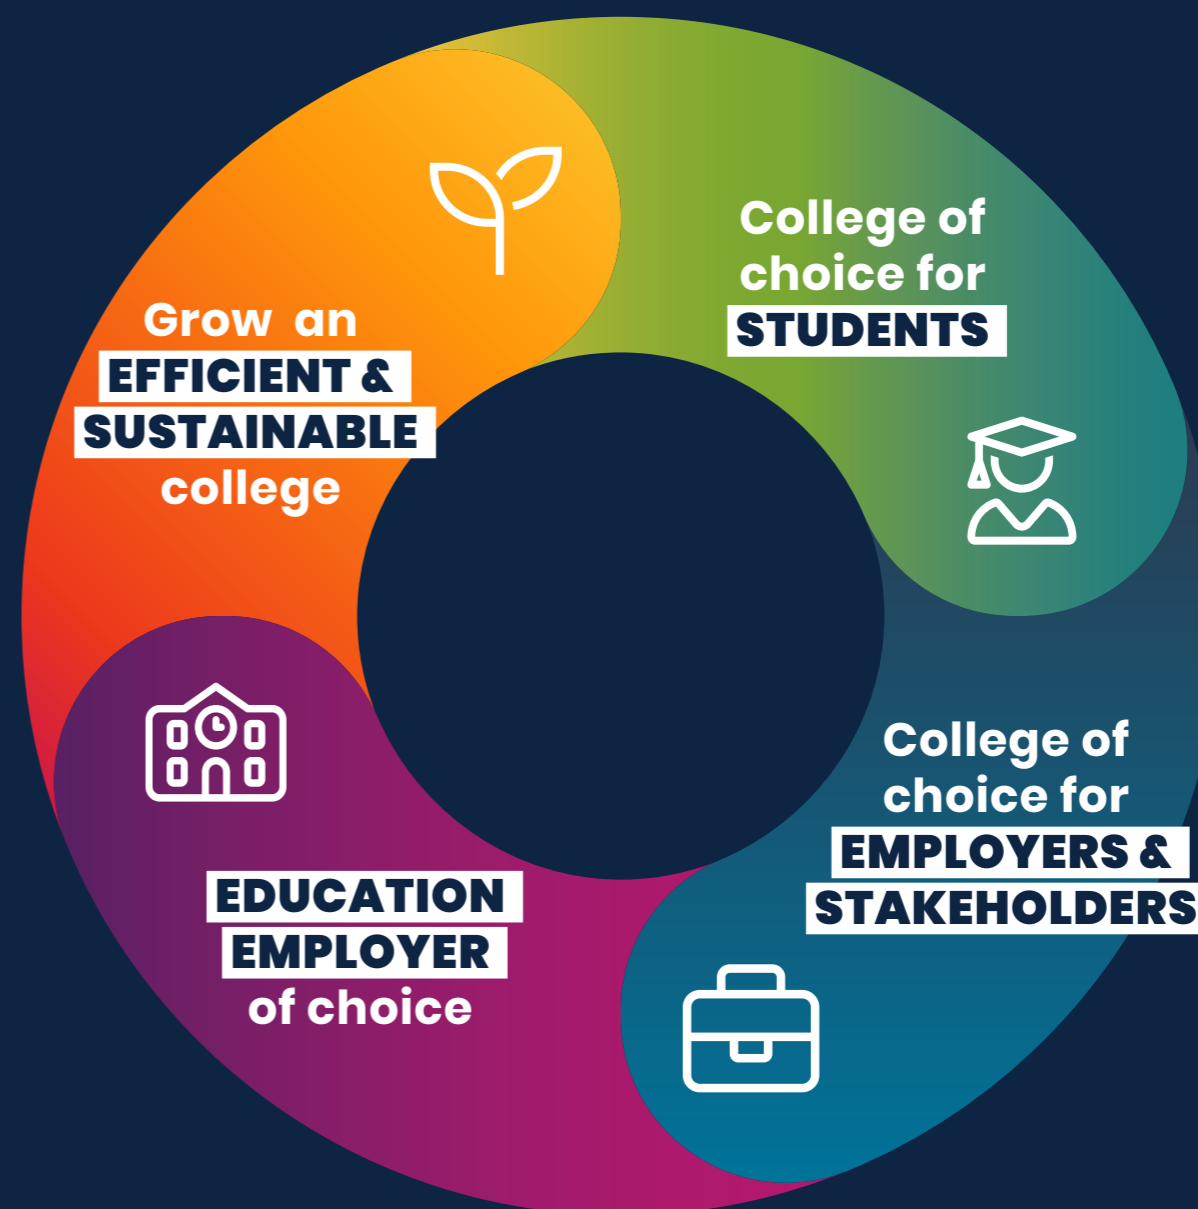 College of
choice for
STUDENTS
College of
choice for
EMPLOYERS &
STAKEHOLDERS
EDUCATION
EMPLOYER
of choice
Grow an
EFFICIENT &
SUSTAINABLE
college